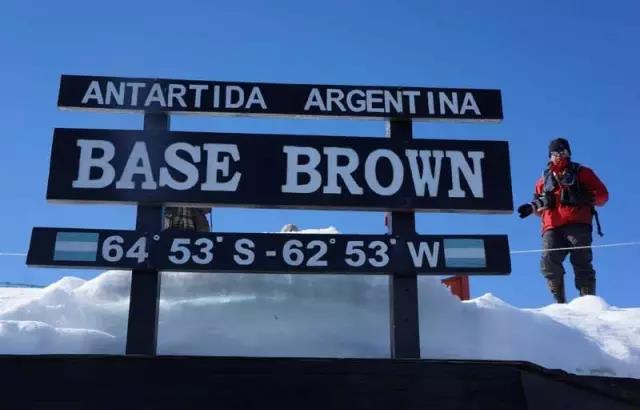 ANTARTIDA ARGENTINA
BASE BROWN
64° 53° S - 62° 53° W